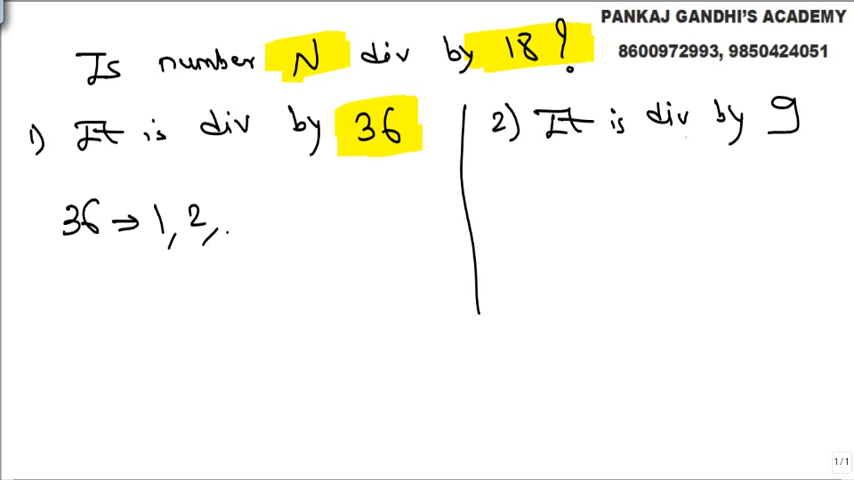 PANKAJ GANDHI'S ACADEMY
8600972993, 9850424051
Is number N div by 18?
1) It is div by 36
2) It is div by 9
36 → 1, 2, .
1/1